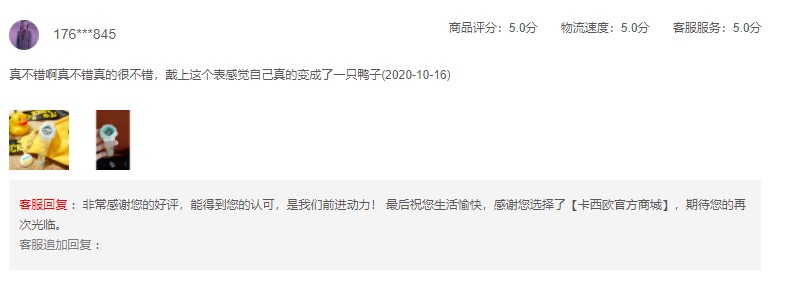 176***845
商品评分：5.0分 物流速度：5.0分 客服服务：5.0分
真不错啊真不错真的很不错，戴上这个表感觉自己真的变成了一只鸭子(2020-10-16)
客服回复： 非常感谢您的好评，能得到您的认可，是我们前进动力！ 最后祝您生活愉快，感谢您选择了【卡西欧官方商城】，期待您的再
次光临。
客服追加回复：